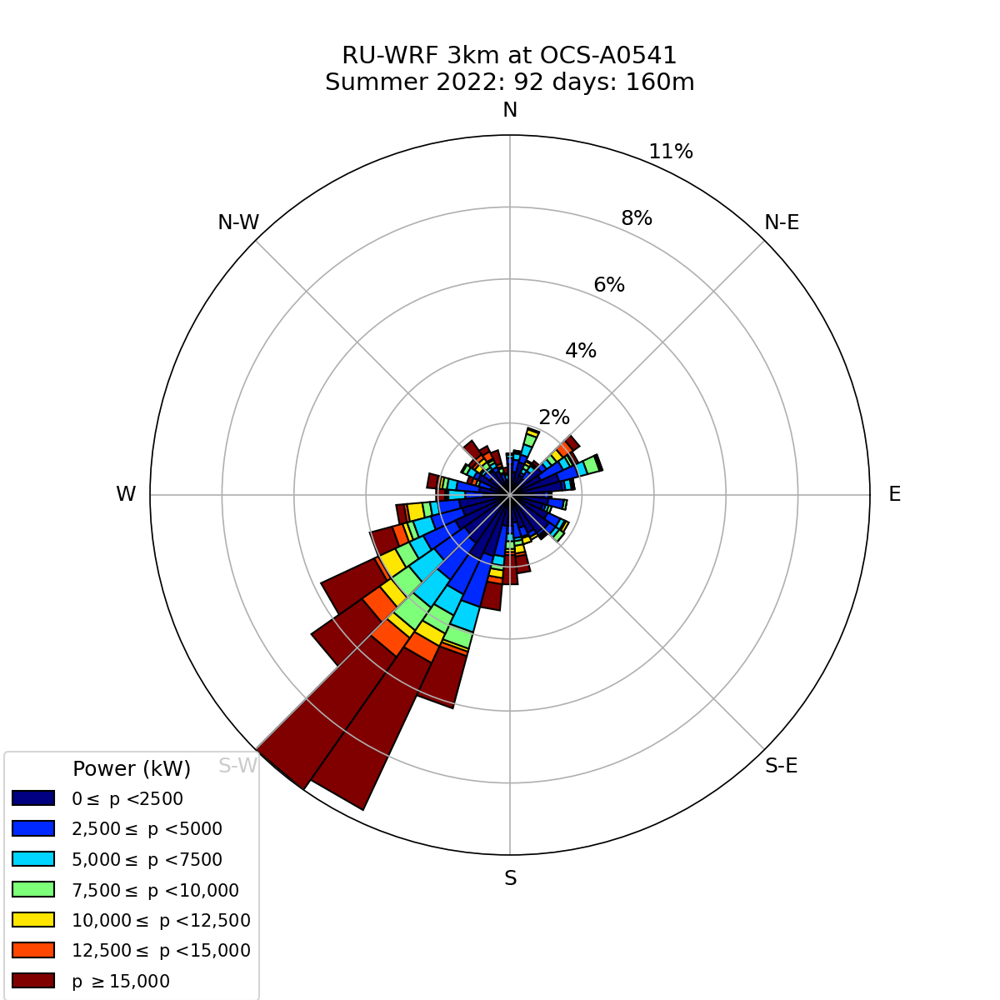 RU-WRF 3km at OCS-A0541
Summer 2022: 92 days: 160m
N
11%
N-W
8%
N-E
6%
4%
2%
W
E
S-W
S-E
S
Power (kW)
0≤ p <2500
2,500≤ p <5000
5,000≤ p <7500
7,500≤ p <10,000
10,000≤ p <12,500
12,500≤ p <15,000
p ≥15,000